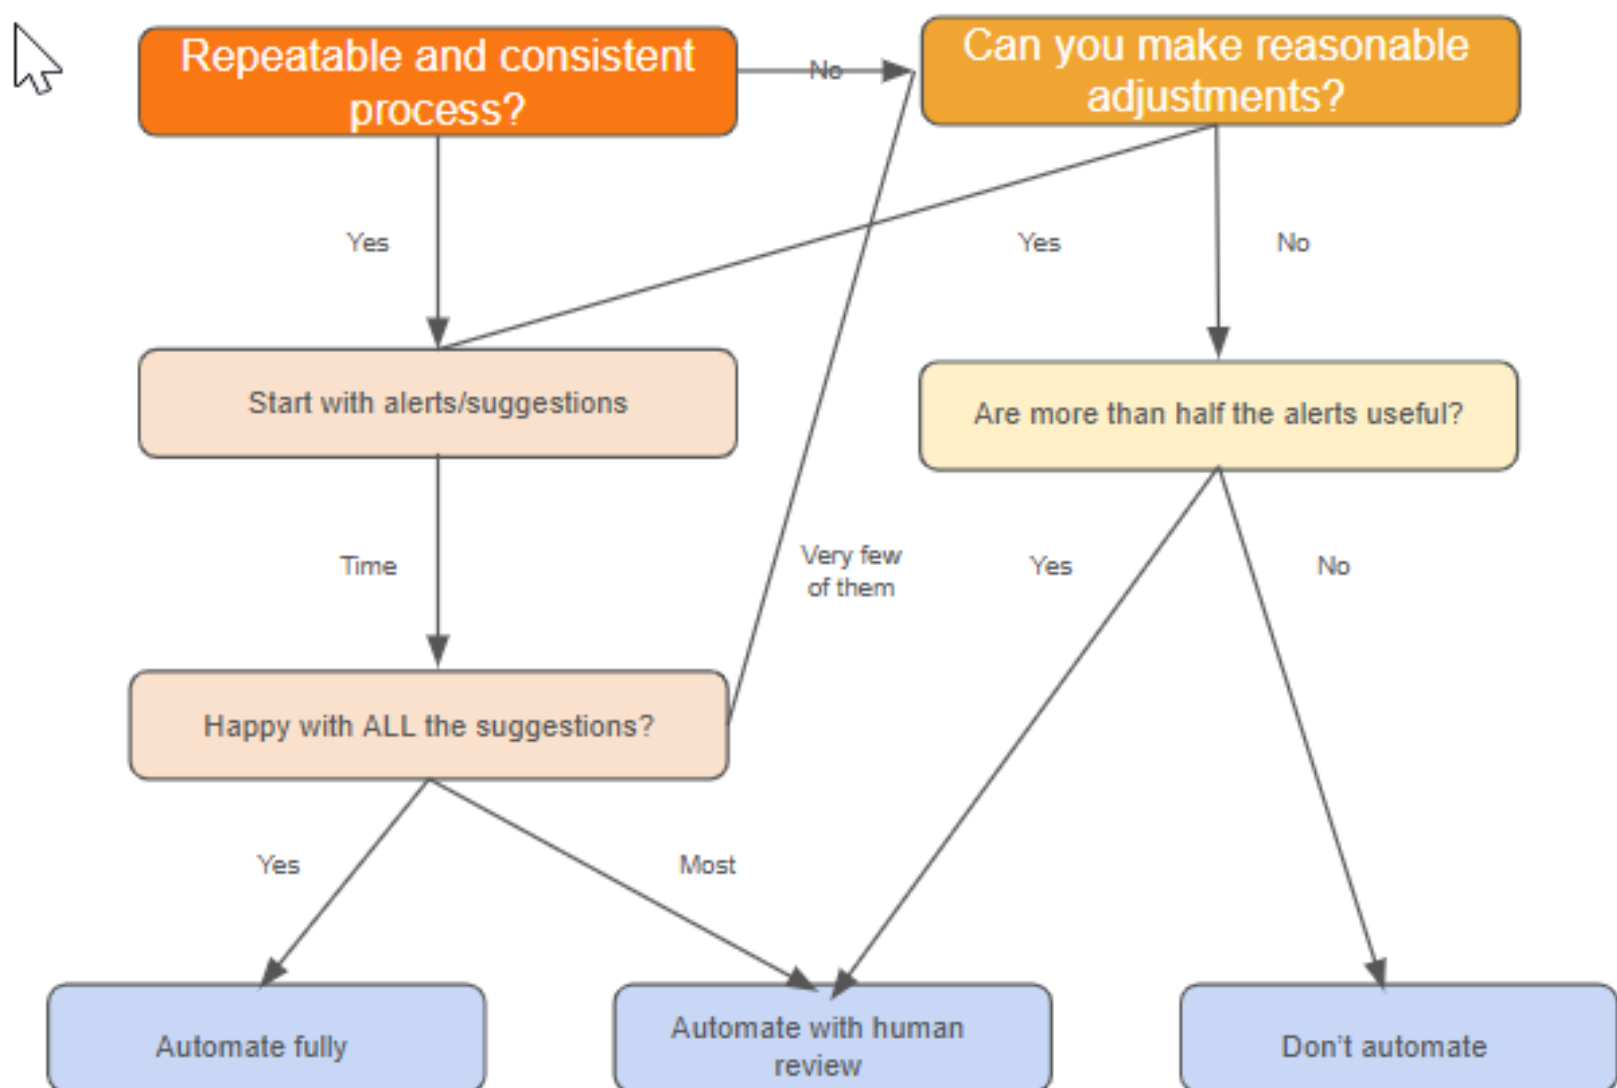 Repeatable and consistent
process?
No
Can you make reasonable
adjustments?
Yes
Yes
No
Start with alerts/suggestions
Are more than half the alerts useful?
Time
Very few
of them
Yes
No
Happy with ALL the suggestions?
Yes
Most
Automate fully
Automate with human
review
Don't automate